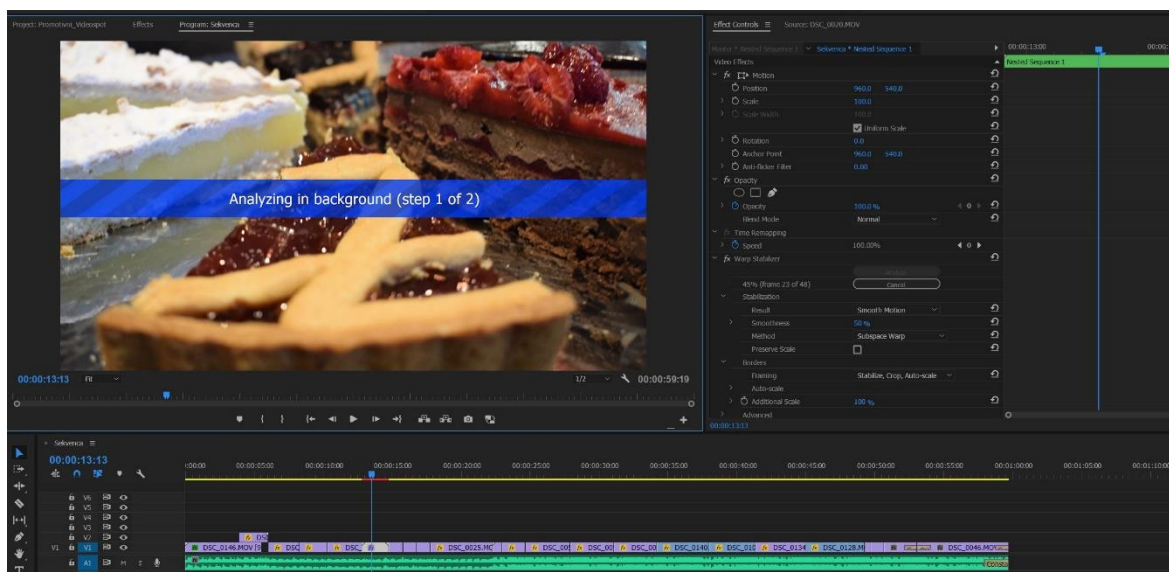 Project: Promotivni_Videospot
Effects
Program: Sekvenca
Analyzing in background (step 1 of 2)
00:00:13:13
Fit
1/2
00:00:59:19
Effect Controls
Source: DSC_0020.MOV
Master * Nested Sequence 1
Sekvenca * Nested Sequence 1
00:00:13:00
Video Effects
Nested Sequence 1
fx Motion
Position 960.0 540.0
Scale 100.0
Scale Width 100.0
Uniform Scale
Rotation 0.0
Anchor Point 960.0 540.0
Anti-flicker Filter 0.00
fx Opacity
Opacity 100.0 %
Blend Mode Normal
fx Time Remapping
Speed 100.00%
fx Warp Stabilizer
Analyze
Cancel
Stabilization
Result Smooth Motion
Smoothness 50 %
Method Subspace Warp
Preserve Scale
Borders
Framing Stabilize, Crop, Auto-scale
Auto-scale
Additional Scale 100 %
Advanced
00:00:13:13
Sekvenca
00:00:13:13
:00:00 00:00:05:00 00:00:10:00 00:00:15:00 00:00:20:00 00:00:25:00 00:00:30:00 00:00:35:00 00:00:40:00 00:00:45:00 00:00:50:00 00:00:55:00 00:01:00:00 00:01:05:00 00:01:10:00
V6
V5
V4
V3
V2
V1 V1 DSC_0146.MOV DSC_0025.MO DSC_00 DSC_00 DSC_00 DSC_0140 DSC_010 DSC_0134 DSC_0128.M DSC_0046.MOV
A1 M S